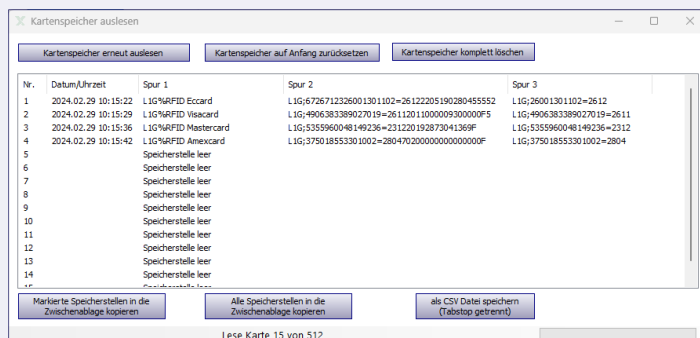 Kartenspeicher auslesen
Kartenspeicher erneut auslesen Kartenspeicher auf Anfang zurücksetzen Kartenspeicher komplett löschen
Nr. Datum/Uhrzeit Spur 1 Spur 2 Spur 3
1 2024.02.29 10:15:22 L1G%RFID Eccard L1G;6726712326001301102=26122205190280455552 L1G;26001301102=2612
2 2024.02.29 10:15:29 L1G%RFID Visacard L1G;4906383389027019=26112011000009300000F5 L1G;4906383389027019=2611
3 2024.02.29 10:15:36 L1G%RFID Mastercard L1G;5355960048149236=231220192873041369F L1G;5355960048149236=2312
4 2024.02.29 10:15:42 L1G%RFID Amexcard L1G;375018553301002=280470200000000000000F L1G;375018553301002=2804
5 Speicherstelle leer
6 Speicherstelle leer
7 Speicherstelle leer
8 Speicherstelle leer
9 Speicherstelle leer
10 Speicherstelle leer
11 Speicherstelle leer
12 Speicherstelle leer
13 Speicherstelle leer
14 Speicherstelle leer
15 Speicherstelle leer
Markierte Speicherstellen in die Zwischenablage kopieren
Alle Speicherstellen in die Zwischenablage kopieren
als CSV Datei speichern (Tabstop getrennt)
Lese Karte 15 von 512